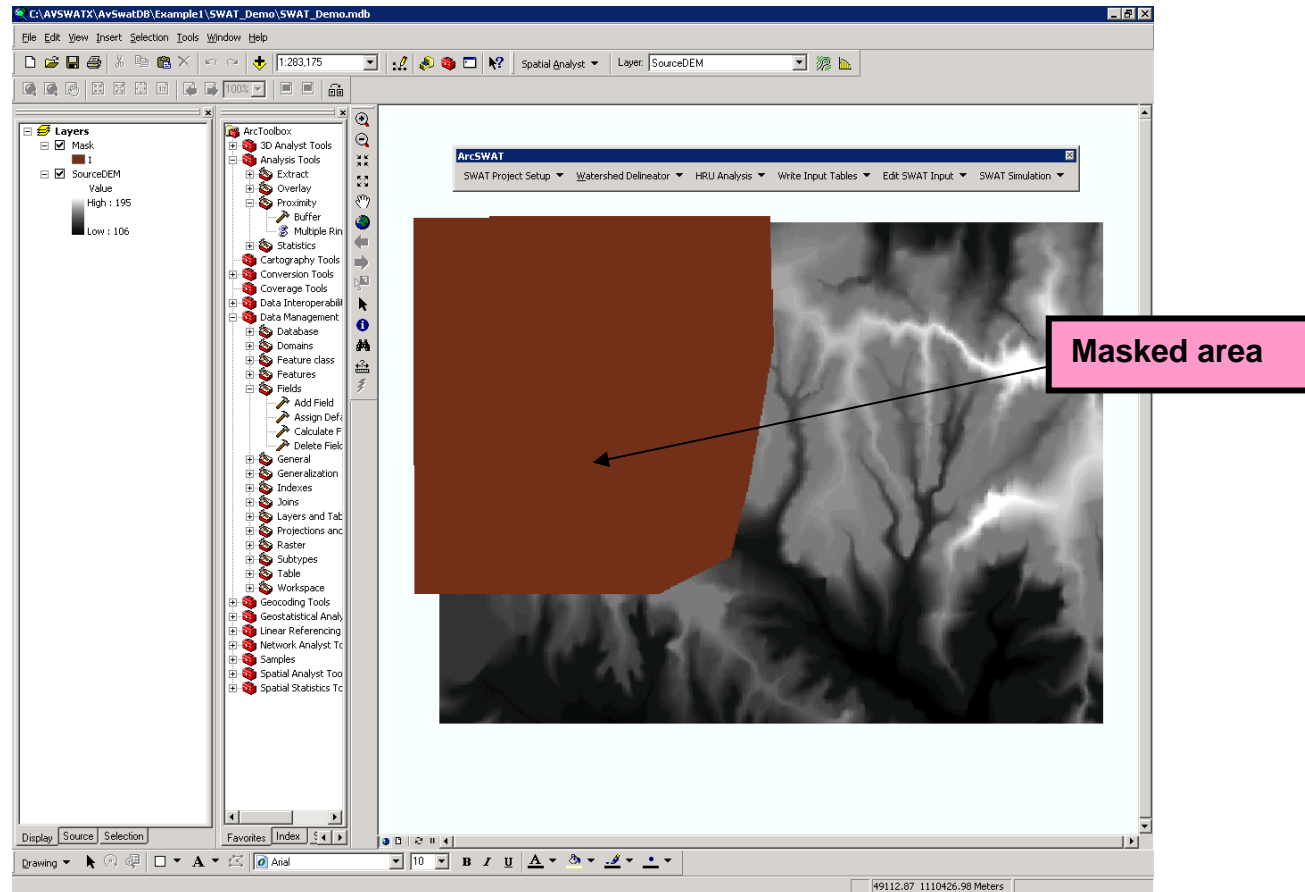 C:\AVSWATX\AvSwatDB\Example1\SWAT_Demo\SWAT_Demo.mdb
File Edit View Insert Selection Tools Window Help
1:283,175 Spatial Analyst Layer: SourceDEM
100%
Layers
Mask
1
SourceDEM
Value
High : 195
Low : 106
ArcToolbox
3D Analyst Tools
Analysis Tools
Extract
Overlay
Proximity
Buffer
Multiple Rin
Statistics
Cartography Tools
Conversion Tools
Coverage Tools
Data Interoperabili
Data Management
Database
Domains
Feature class
Features
Fields
Add Field
Assign Defa
Calculate F
Delete Field
General
Generalization
Indexes
Joins
Layers and Tab
Projections and
Raster
Subtypes
Table
Workspace
Geocoding Tools
Geostatistical Analy
Linear Referencing
Network Analyst To
Samples
Spatial Analyst Too
Spatial Statistics To
ArcSWAT
SWAT Project Setup Watershed Delineator HRU Analysis Write Input Tables Edit SWAT Input SWAT Simulation
Masked area
Display Source Selection
Favorites Index S
Drawing A Arial 10 B I U A
49112.87 1110426.98 Meters